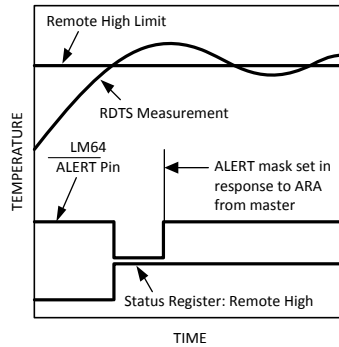 Remote High Limit
RDTS Measurement
LM64
ALERT Pin
ALERT mask set in
response to ARA
from master
Status Register: Remote High
TEMPERATURE
TIME